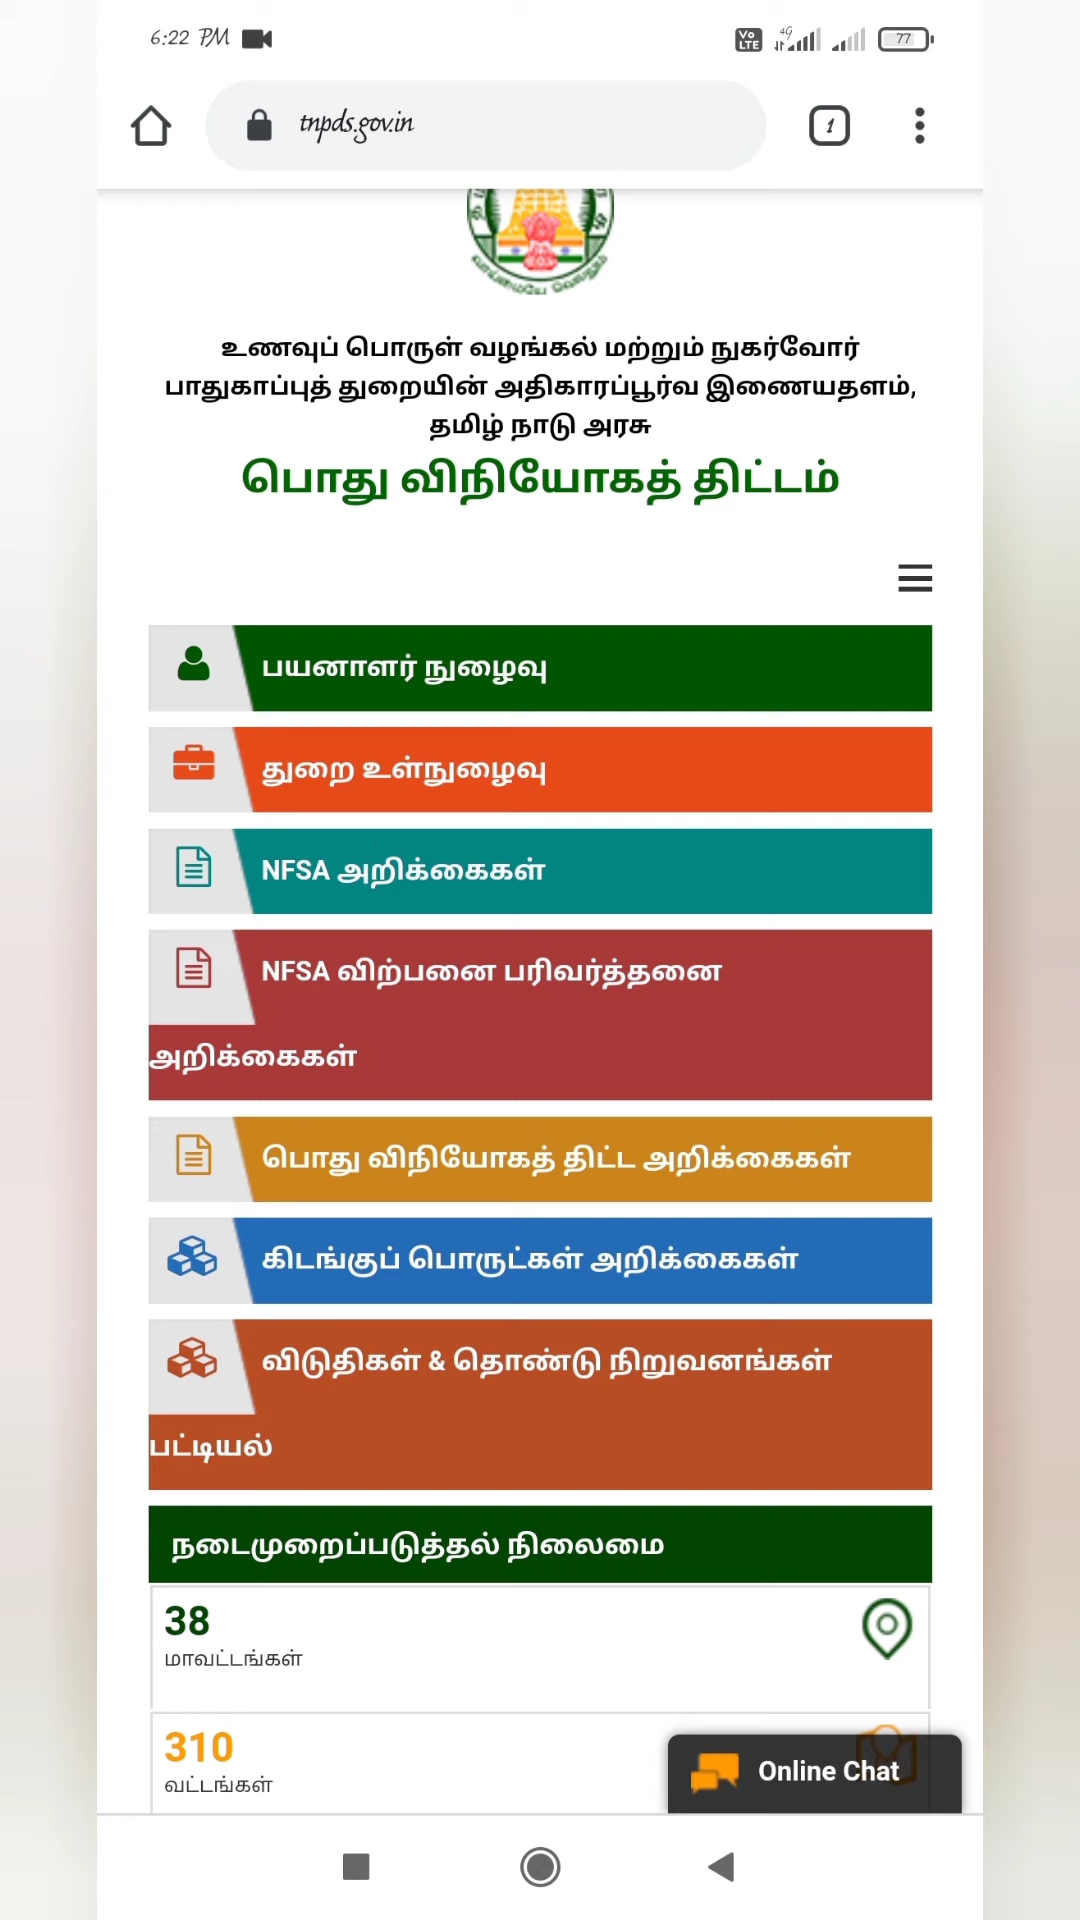 6:22 PM
Vo
LTE
4G
77
tnpds.gov.in
1
வாய்மையே வெல்லும்
உணவுப் பொருள் வழங்கல் மற்றும் நுகர்வோர்
பாதுகாப்புத் துறையின் அதிகாரப்பூர்வ இணையதளம்,
தமிழ் நாடு அரசு
பொது விநியோகத் திட்டம்
பயனாளர் நுழைவு
துறை உள்நுழைவு
NFSA அறிக்கைகள்
NFSA விற்பனை பரிவர்த்தனை
அறிக்கைகள்
பொது விநியோகத் திட்ட அறிக்கைகள்
கிடங்குப் பொருட்கள் அறிக்கைகள்
விடுதிகள் & தொண்டு நிறுவனங்கள்
பட்டியல்
நடைமுறைப்படுத்தல் நிலைமை
38
மாவட்டங்கள்
310
வட்டங்கள்
Online Chat